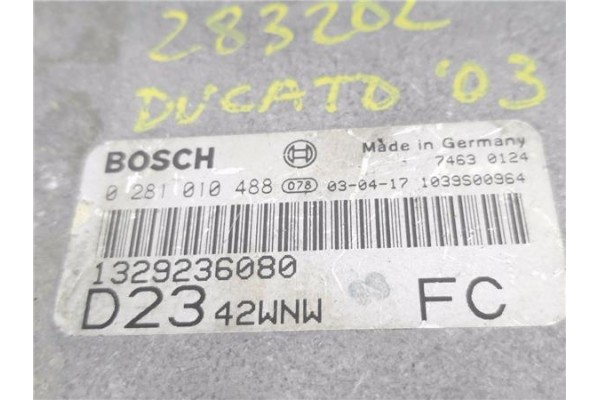 28320L
DUCATO '03
BOSCH Made in Germany
7463 0124
0 281 010 488 078 03-04-17 1039S00964
1329236080
D23 42WNW FC